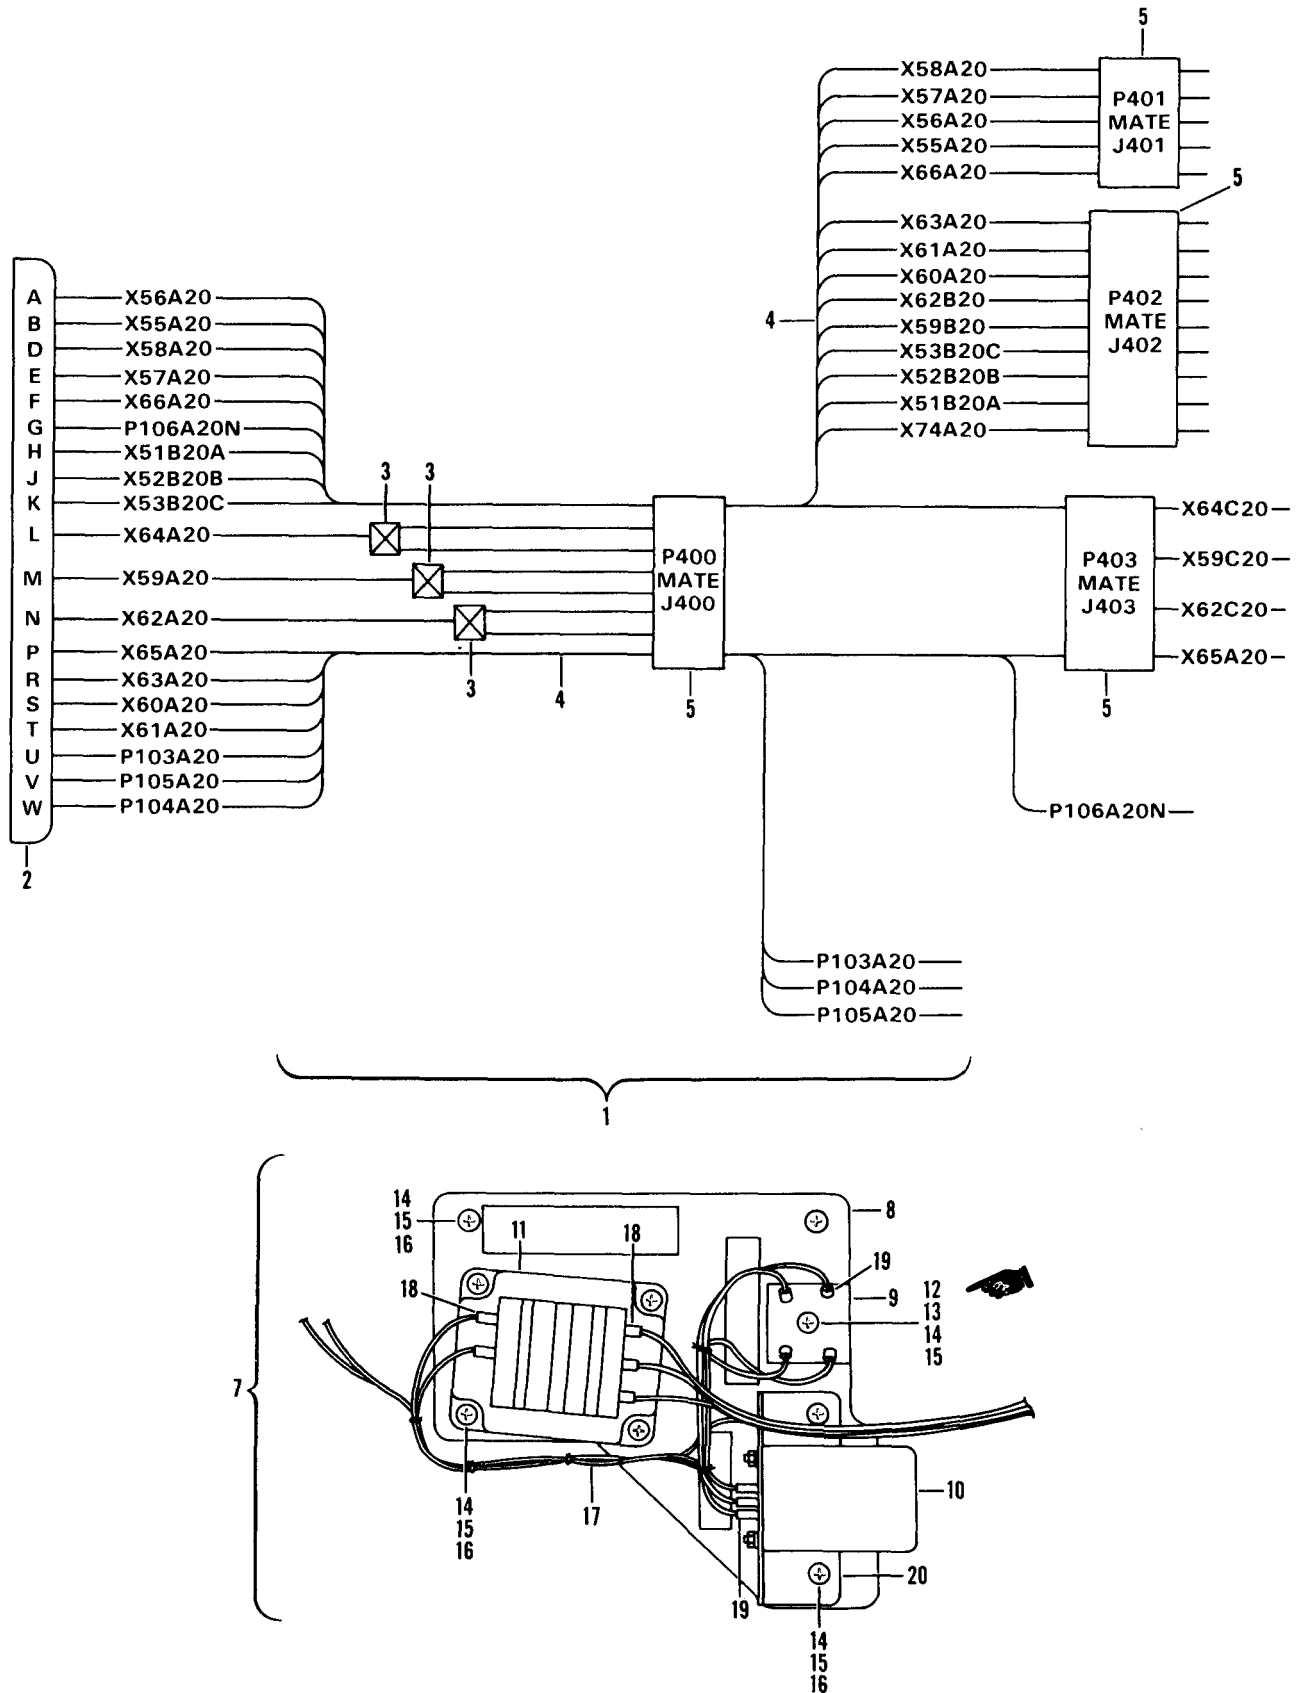 5
X58A20
X57A20
X56A20
X55A20
X66A20
P401
MATE
J401
5
X63A20
X61A20
X60A20
X62B20
X59B20
X53B20C
X52B20B
X51B20A
X74A20
P402
MATE
J402
4
A X56A20
B X55A20
D X58A20
E X57A20
F X66A20
G P106A20N
H X51B20A
J X52B20B
K X53B20C
L X64A20
M X59A20
N X62A20
P X65A20
R X63A20
S X60A20
T X61A20
U P103A20
V P105A20
W P104A20
2
3
3
3
4
P400
MATE
J400
5
P403
MATE
J403
5
X64C20
X59C20
X62C20
X65A20
P106A20N
P103A20
P104A20
P105A20
1
7
14
15
16
11
18
18
8
19
9
12
13
14
15
10
17
14
15
16
20
19
14
15
16